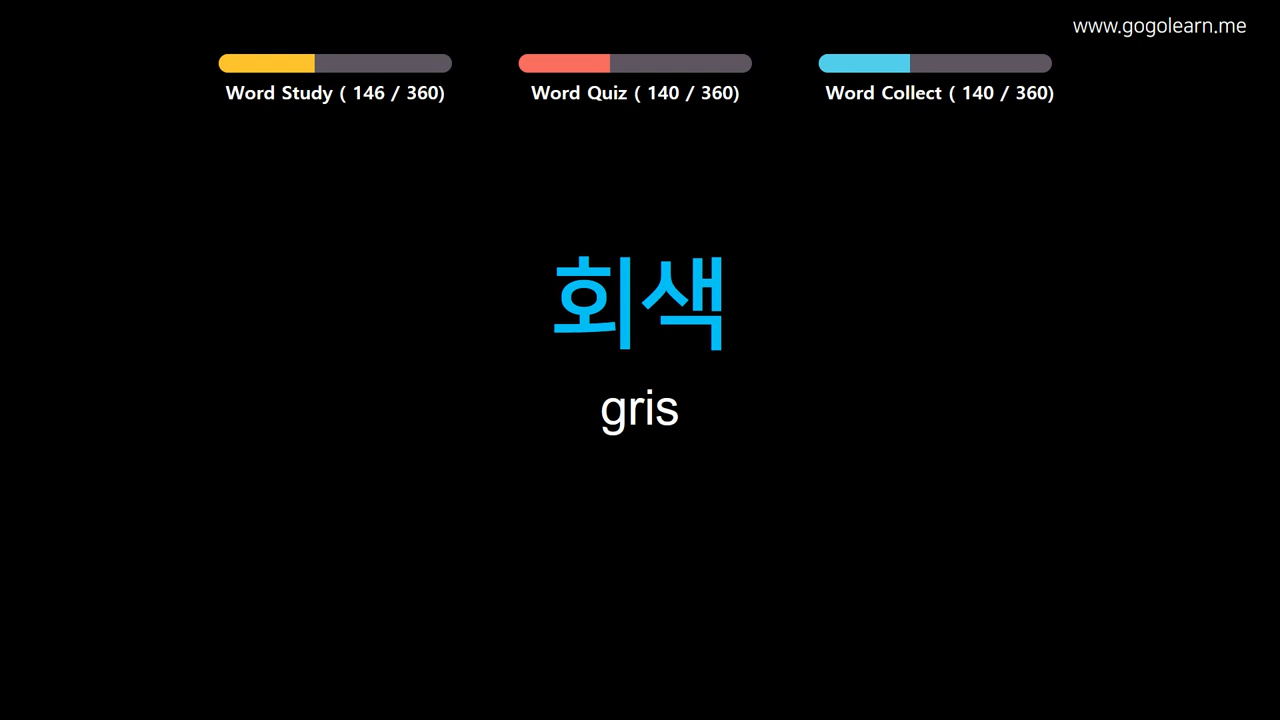 www.gogolearn.me
Word Study ( 146 / 360)
Word Quiz ( 140 / 360)
Word Collect ( 140 / 360)
회색
gris